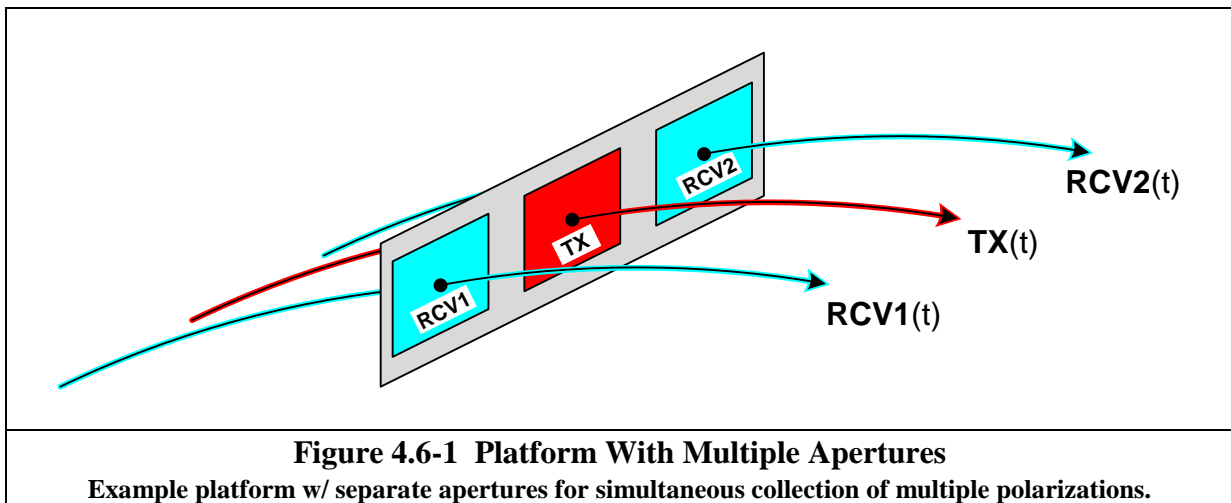 RCV2
RCV2(t)
TX
TX(t)
RCV1
RCV1(t)
Figure 4.6-1 Platform With Multiple Apertures
Example platform w/ separate apertures for simultaneous collection of multiple polarizations.